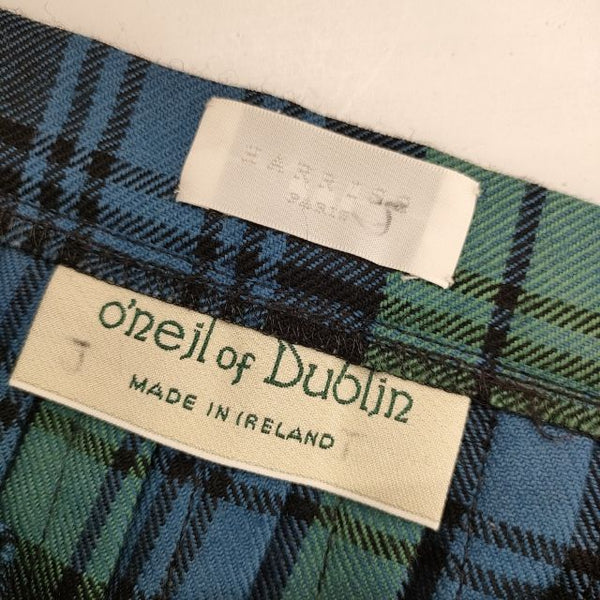 HARRISS
PARIS
o'neil of Dublin
MADE IN IRELAND